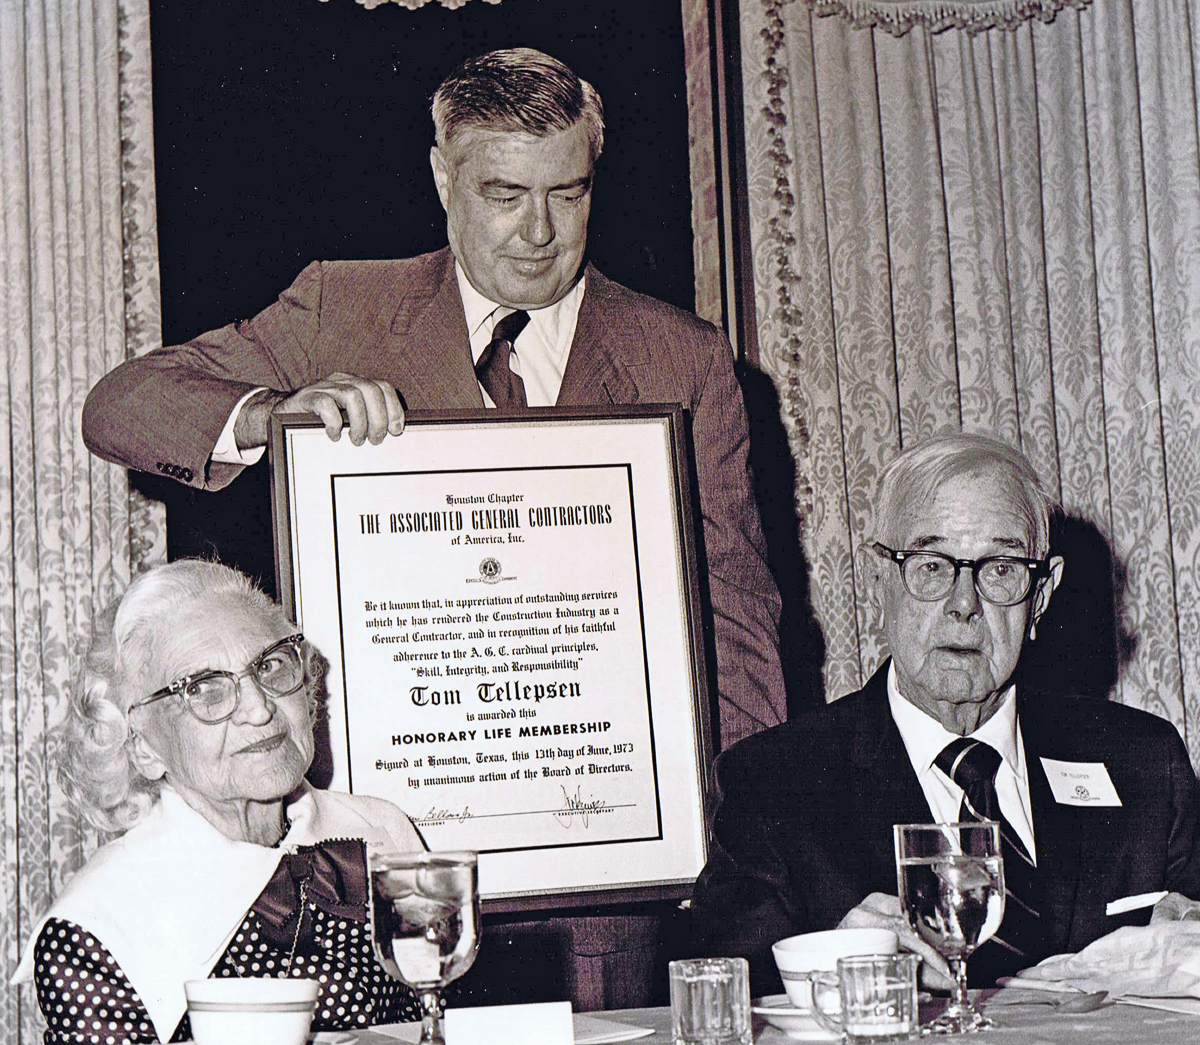 Houston Chapter
THE ASSOCIATED GENERAL CONTRACTORS
of America, Inc.
Be it known that, in appreciation of outstanding services
which he has rendered the Construction Industry as a
General Contractor, and in recognition of his faithful
adherence to the A. G. C. cardinal principles,
"Skill, Integrity, and Responsibility"
Tom Tellepsen
is awarded this
HONORARY LIFE MEMBERSHIP
Signed at Houston, Texas, this 13th day of June, 1973
by unanimous action of the Board of Directors.
Bellows Jr.
PRESIDENT
EXECUTIVE SECRETARY
TOM TELLEPSEN